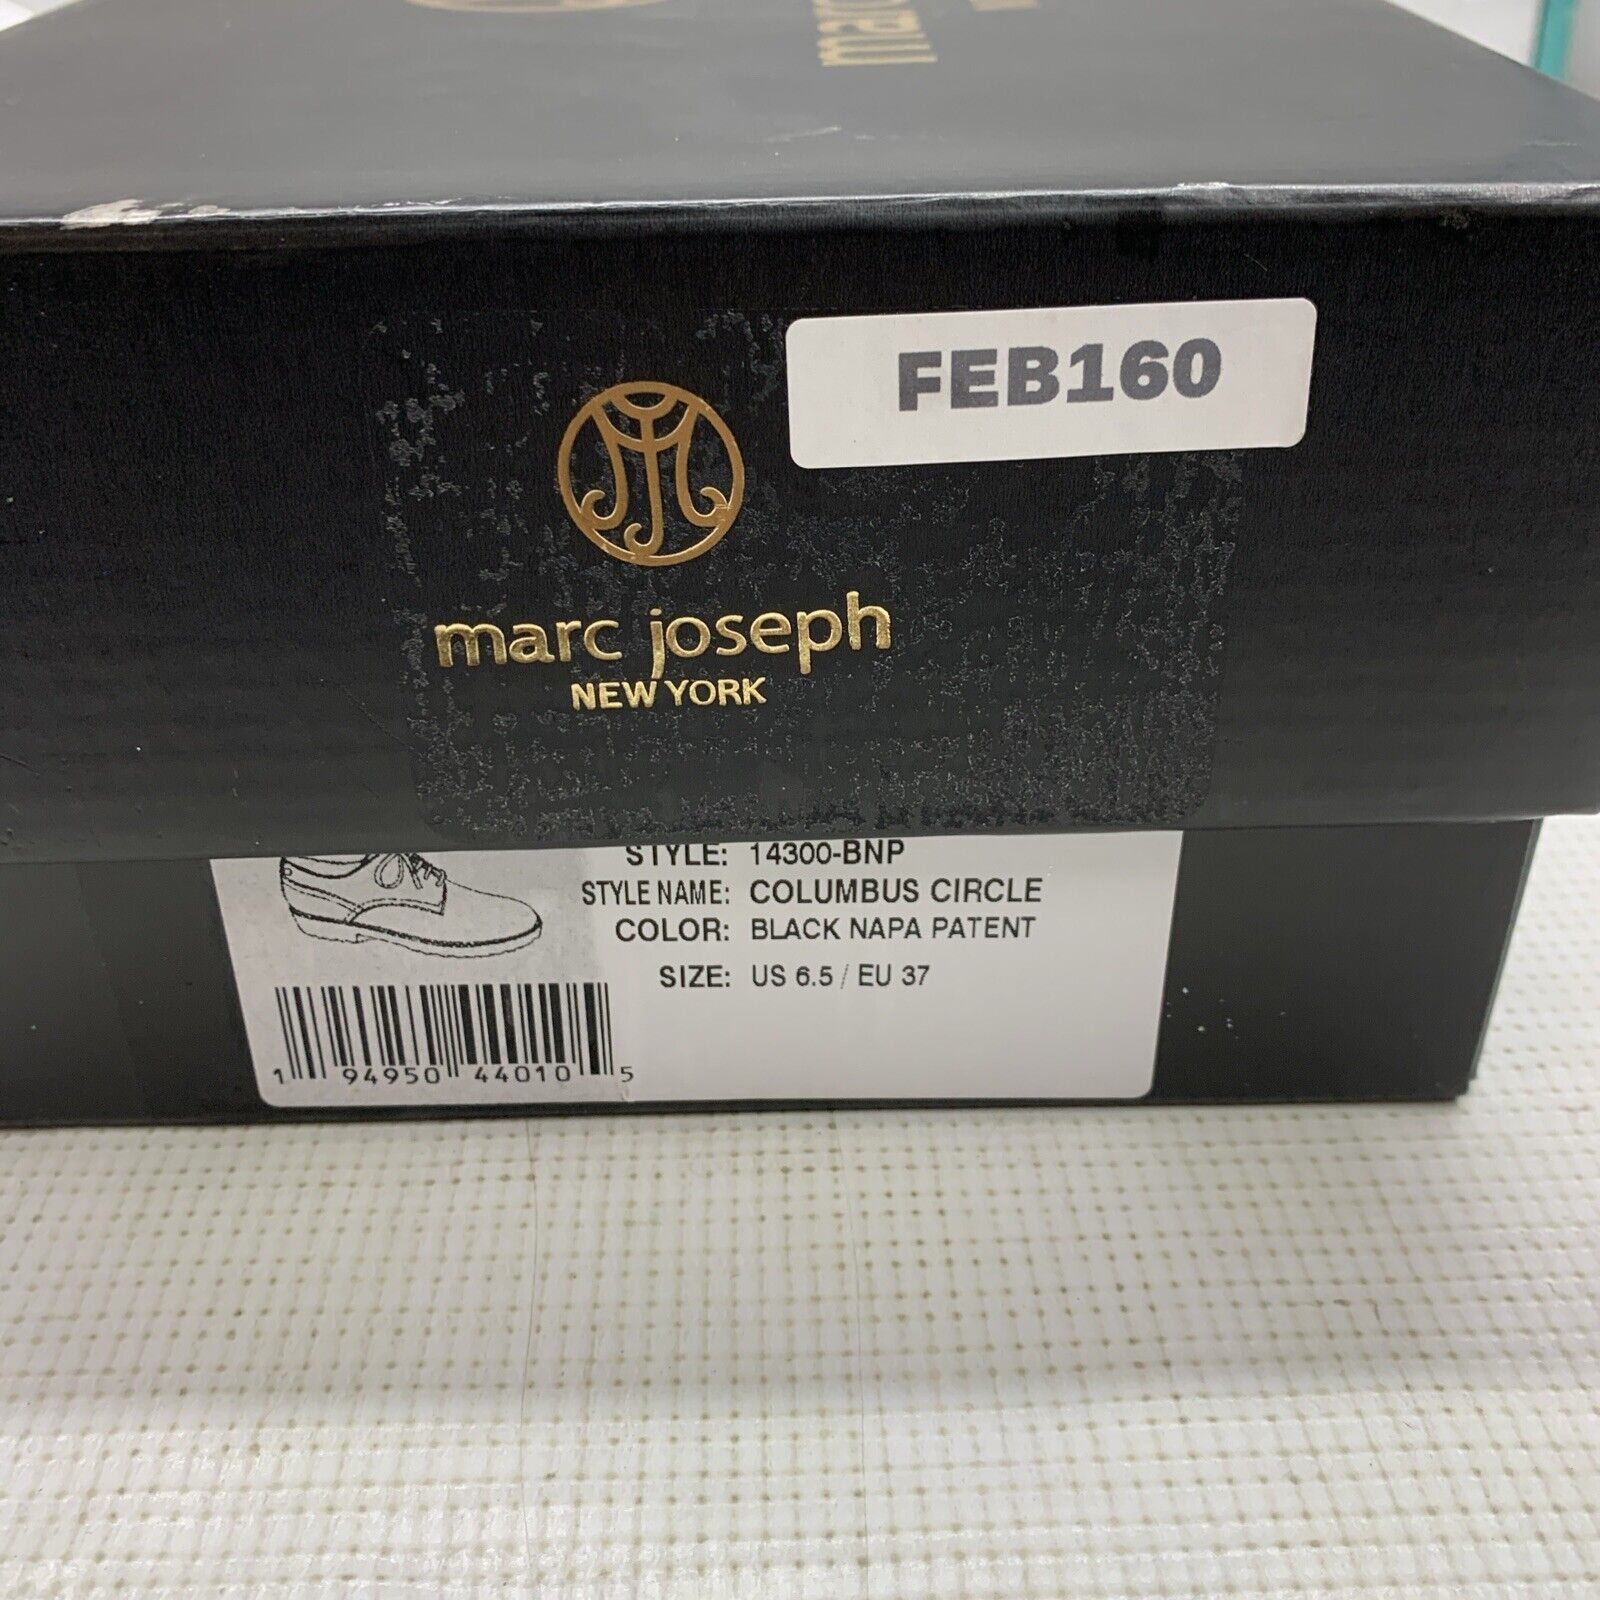 marc
FEB160
marc joseph
NEW YORK
STYLE: 14300-BNP
STYLE NAME: COLUMBUS CIRCLE
COLOR: BLACK NAPA PATENT
SIZE: US 6.5 / EU 37
1 94950 44010 5